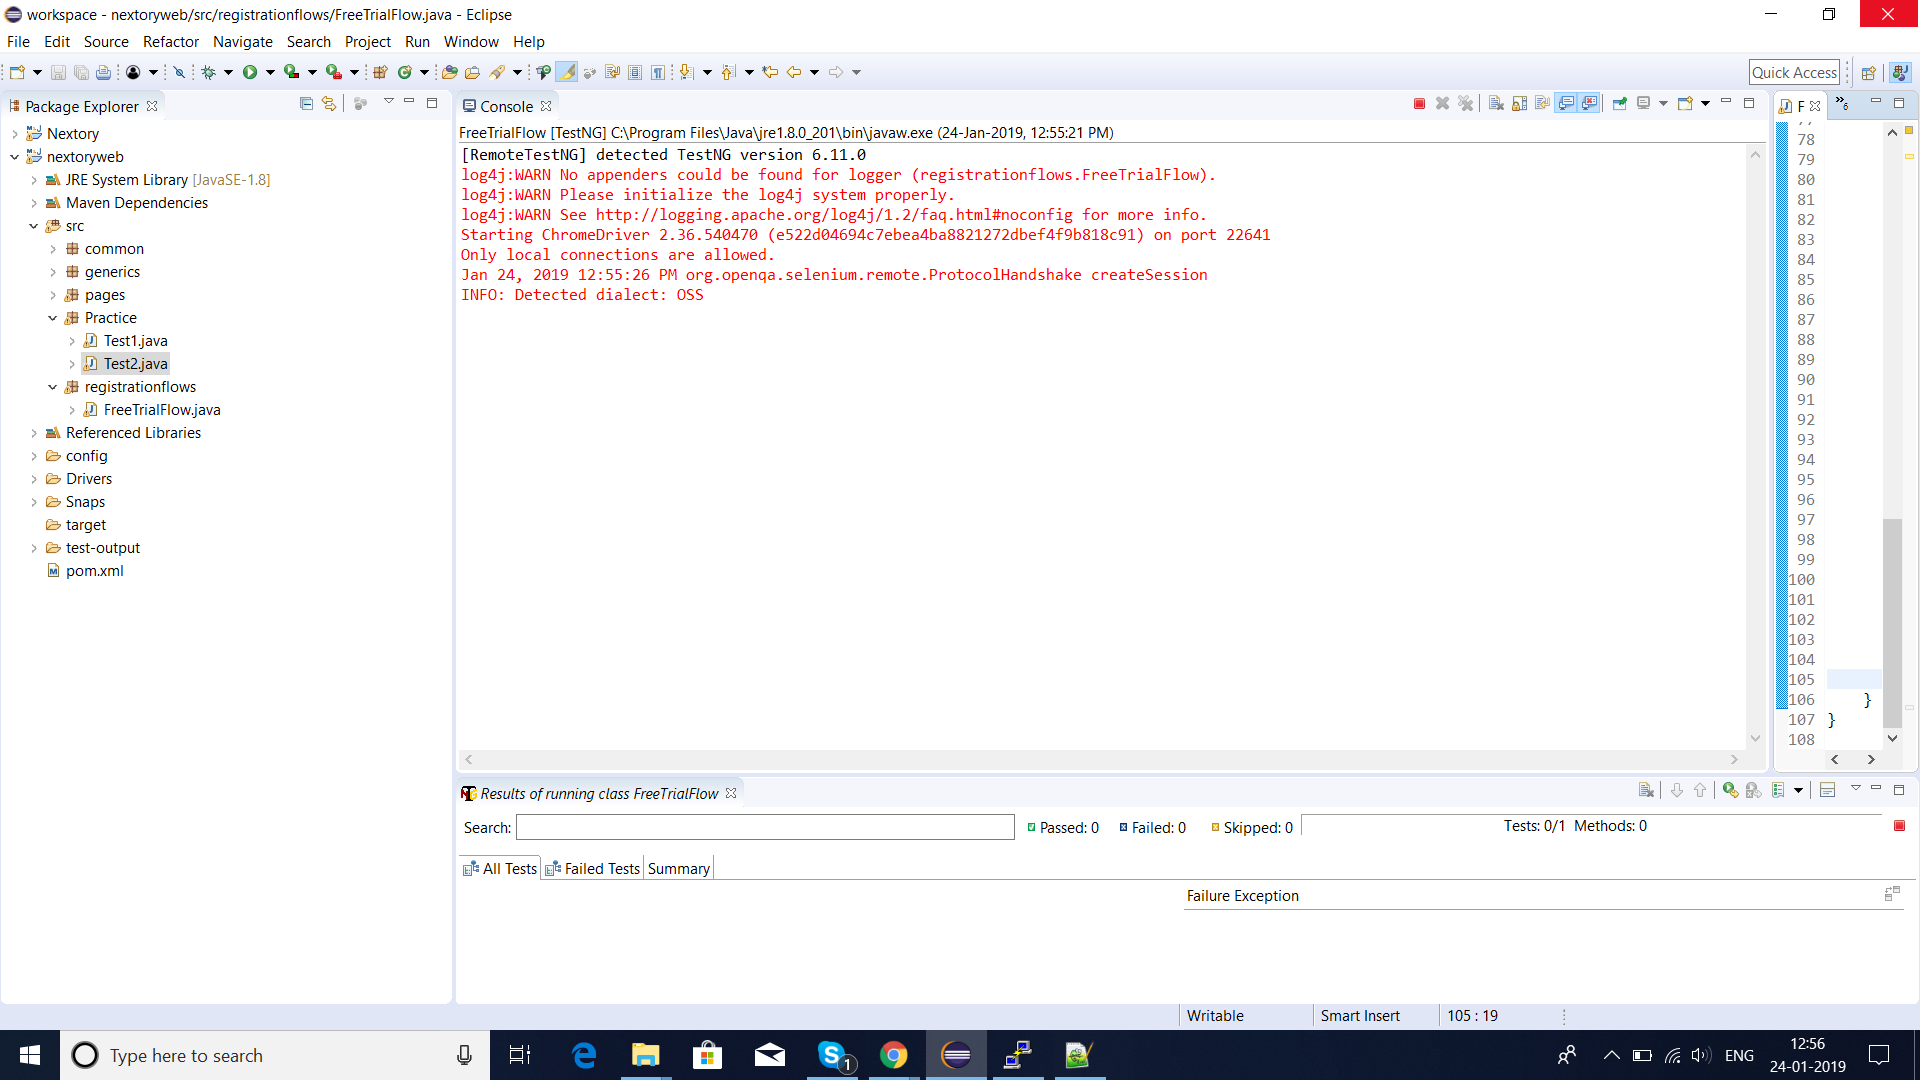 workspace - nextoryweb/src/registrationflows/FreeTrialFlow.java - Eclipse
File Edit Source Refactor Navigate Search Project Run Window Help
Quick Access
Package Explorer
Nextory
nextoryweb
JRE System Library [JavaSE-1.8]
Maven Dependencies
src
common
generics
pages
Practice
Test1.java
Test2.java
registrationflows
FreeTrialFlow.java
Referenced Libraries
config
Drivers
Snaps
target
test-output
pom.xml
Console
FreeTrialFlow [TestNG] C:\Program Files\Java\jre1.8.0_201\bin\javaw.exe (24-Jan-2019, 12:55:21 PM)
[RemoteTestNG] detected TestNG version 6.11.0
log4j:WARN No appenders could be found for logger (registrationflows.FreeTrialFlow).
log4j:WARN Please initialize the log4j system properly.
log4j:WARN See http://logging.apache.org/log4j/1.2/faq.html#noconfig for more info.
Starting ChromeDriver 2.36.540470 (e522d04694c7ebea4ba8821272dbef4f9b818c91) on port 22641
Only local connections are allowed.
Jan 24, 2019 12:55:26 PM org.openqa.selenium.remote.ProtocolHandshake createSession
INFO: Detected dialect: OSS
F
6
78
79
80
81
82
83
84
85
86
87
88
89
90
91
92
93
94
95
96
97
98
99
100
101
102
103
104
105
106 }
107 }
108
Results of running class FreeTrialFlow
Search: Passed: 0 Failed: 0 Skipped: 0 Tests: 0/1 Methods: 0
All Tests Failed Tests Summary
Failure Exception
Writable Smart Insert 105 : 19
Type here to search
1
ENG
12:56
24-01-2019